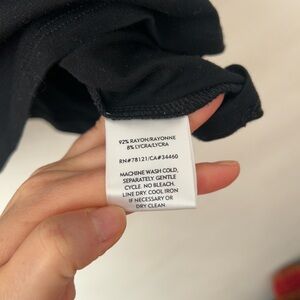 92% RAYON/RAYONNE
8% LYCRA/LYCRA
RN#78121/CA#34460
MACHINE WASH COLD,
SEPARATELY. GENTLE
CYCLE. NO BLEACH.
LINE DRY. COOL IRON
IF NECESSARY OR
DRY CLEAN.